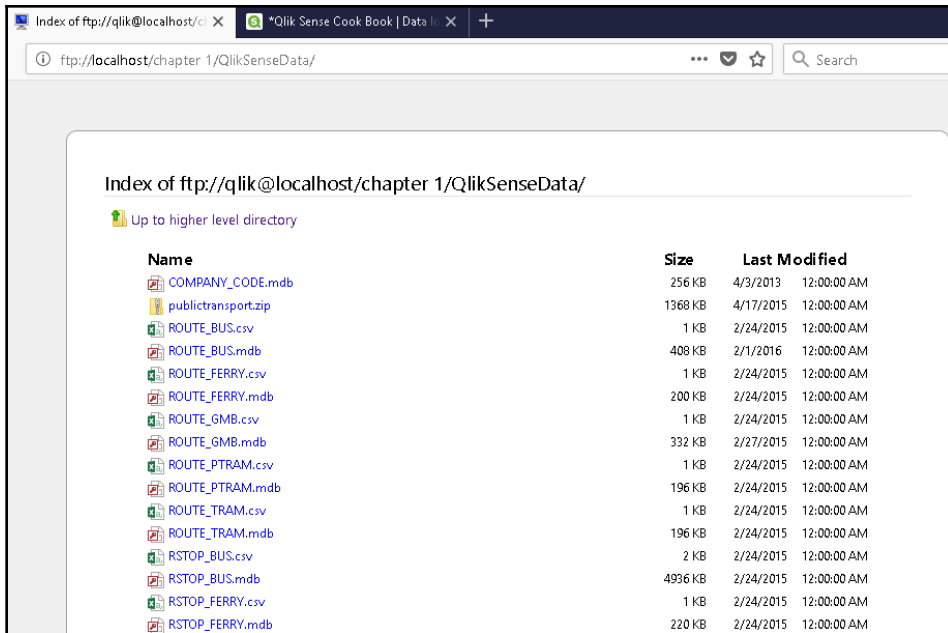 Index of ftp://qlik@localhost/cl *Qlik Sense Cook Book | Data lo
ftp://localhost/chapter 1/QlikSenseData/ Search
Index of ftp://qlik@localhost/chapter 1/QlikSenseData/
Up to higher level directory
Name Size Last Modified
COMPANY_CODE.mdb 256 KB 4/3/2013 12:00:00 AM
publictransport.zip 1368 KB 4/17/2015 12:00:00 AM
ROUTE_BUS.csv 1 KB 2/24/2015 12:00:00 AM
ROUTE_BUS.mdb 408 KB 2/1/2016 12:00:00 AM
ROUTE_FERRY.csv 1 KB 2/24/2015 12:00:00 AM
ROUTE_FERRY.mdb 200 KB 2/24/2015 12:00:00 AM
ROUTE_GMB.csv 1 KB 2/24/2015 12:00:00 AM
ROUTE_GMB.mdb 332 KB 2/27/2015 12:00:00 AM
ROUTE_PTRAM.csv 1 KB 2/24/2015 12:00:00 AM
ROUTE_PTRAM.mdb 196 KB 2/24/2015 12:00:00 AM
ROUTE_TRAM.csv 1 KB 2/24/2015 12:00:00 AM
ROUTE_TRAM.mdb 196 KB 2/24/2015 12:00:00 AM
RSTOP_BUS.csv 2 KB 2/24/2015 12:00:00 AM
RSTOP_BUS.mdb 4936 KB 2/24/2015 12:00:00 AM
RSTOP_FERRY.csv 1 KB 2/24/2015 12:00:00 AM
RSTOP_FERRY.mdb 220 KB 2/24/2015 12:00:00 AM